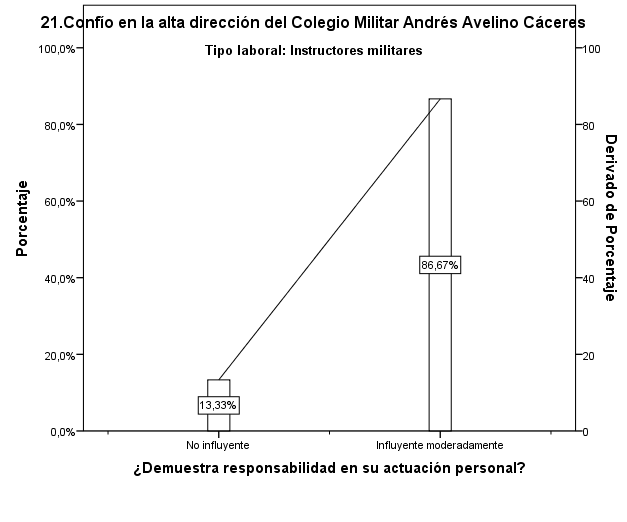 21.Confío en la alta dirección del Colegio Militar Andrés Avelino Cáceres
Tipo laboral: Instructores militares
100,0%
80,0%
60,0%
40,0%
20,0%
0,0%
Porcentaje
100
80
60
40
20
0
Derivado de Porcentaje
13,33%
86,67%
No influyente
Influyente moderadamente
¿Demuestra responsabilidad en su actuación personal?